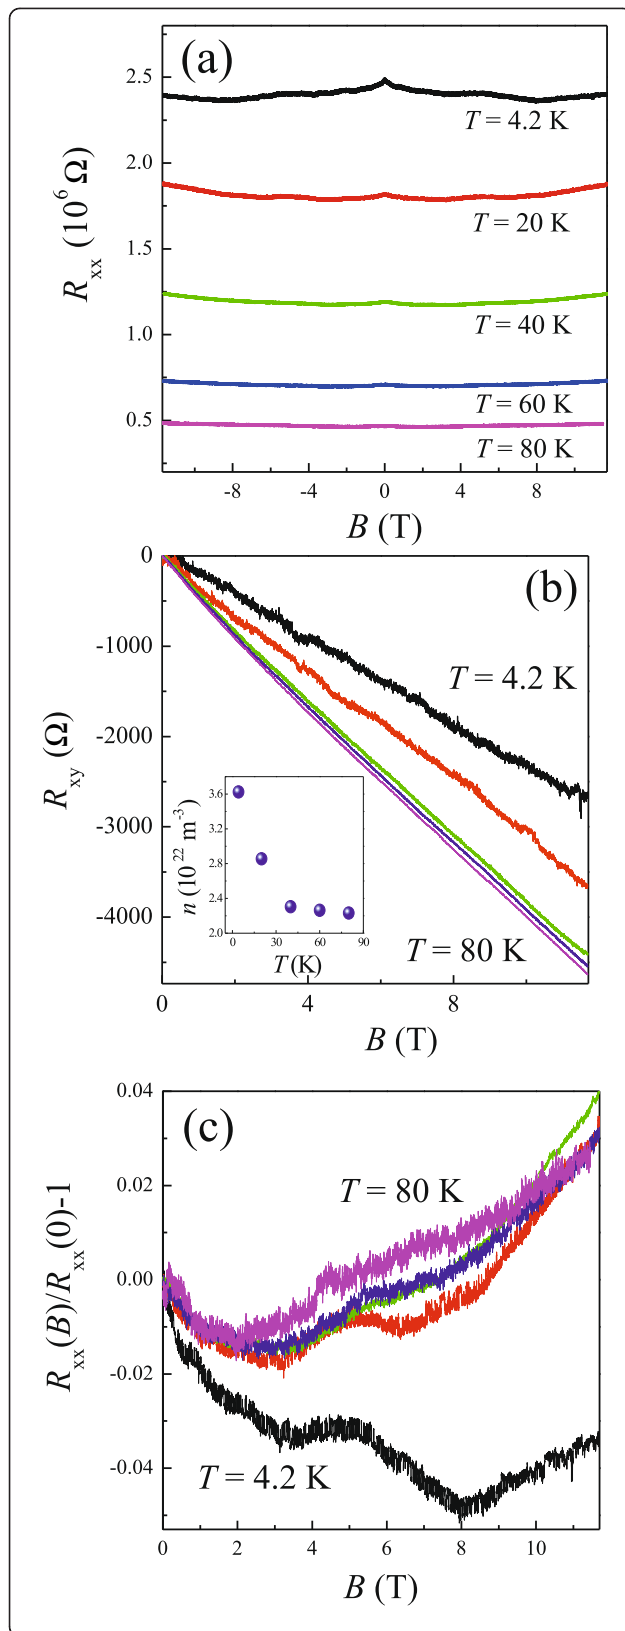 (a)
2.5
2.0
1.5
1.0
0.5
R_xx (10^6 Ω)
T = 4.2 K
T = 20 K
T = 40 K
T = 60 K
T = 80 K
-8 -4 0 4 8
B (T)
(b)
0
-1000
-2000
-3000
-4000
R_xy (Ω)
T = 4.2 K
3.6
3.2
2.8
2.4
2.0
n (10^22 m^-3)
0 30 60 90
T (K)
T = 80 K
0 4 8
B (T)
(c)
0.04
0.02
0.00
-0.02
-0.04
R_xx(B)/R_xx(0)-1
T = 80 K
T = 4.2 K
0 2 4 6 8 10
B (T)